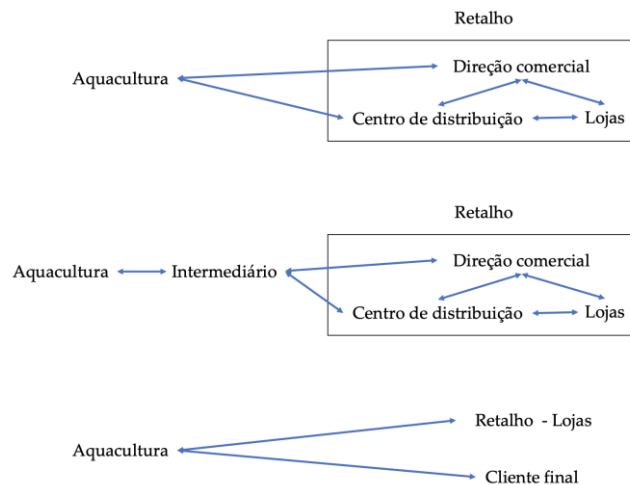 Retalho
Direção comercial
Aquacultura
Centro de distribuição Lojas
Retalho
Direção comercial
Aquacultura Intermediário
Centro de distribuição Lojas
Retalho - Lojas
Aquacultura
Cliente final